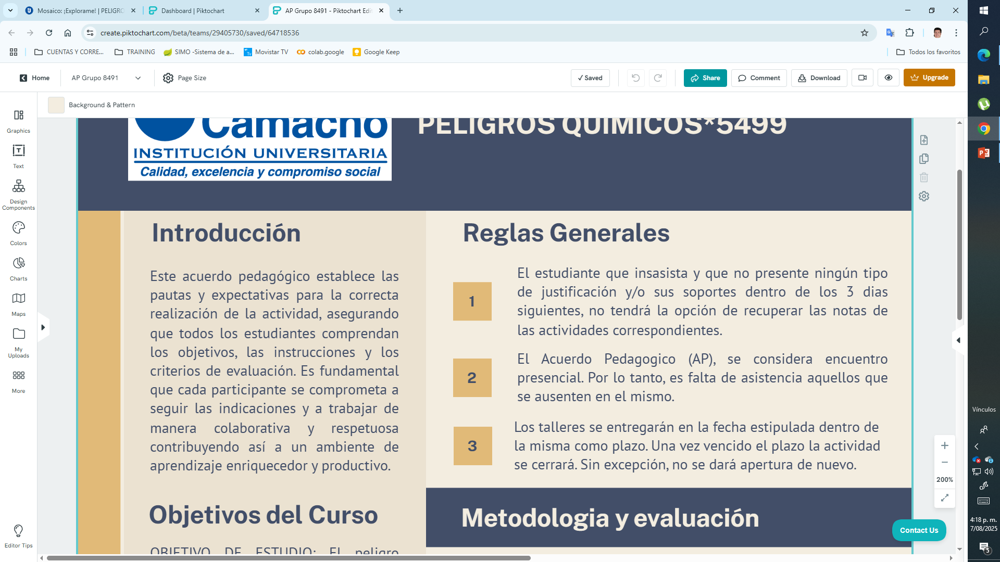 Mosaico: ¡Explorame! | PELIGRO
Dashboard | Piktochart
AP Grupo 8491 - Piktochart Edit
create.piktochart.com/beta/teams/29405730/saved/64718536
CUENTAS Y CORRE...
TRAINING
SIMO -Sistema de a...
Movistar TV
colab.google
Google Keep
Todos los favoritos
Home
AP Grupo 8491
Page Size
✓ Saved
Share
Comment
Download
Upgrade
Background & Pattern
Graphics
Text
Design
Components
Colors
Charts
Maps
My
Uploads
More
Editor Tips
Camacho
INSTITUCIÓN UNIVERSITARIA
Calidad, excelencia y compromiso social
PELIGROS QUIMICOS*5499
Introducción
Este acuerdo pedagógico establece las
pautas y expectativas para la correcta
realización de la actividad, asegurando
que todos los estudiantes comprendan
los objetivos, las instrucciones y los
criterios de evaluación. Es fundamental
que cada participante se comprometa a
seguir las indicaciones y a trabajar de
manera colaborativa y respetuosa
contribuyendo así a un ambiente de
aprendizaje enriquecedor y productivo.
Objetivos del Curso
OBJETIVO DE ESTUDIO: El peligro
Reglas Generales
1
El estudiante que insasista y que no presente ningún tipo
de justificación y/o sus soportes dentro de los 3 dias
siguientes, no tendrá la opción de recuperar las notas de
las actividades correspondientes.
2
El Acuerdo Pedagogico (AP), se considera encuentro
presencial. Por lo tanto, es falta de asistencia aquellos que
se ausenten en el mismo.
3
Los talleres se entregarán en la fecha estipulada dentro de
la misma como plazo. Una vez vencido el plazo la actividad
se cerrará. Sin excepción, no se dará apertura de nuevo.
Metodologia y evaluación
200%
Contact Us
Vínculos
4:18 p. m.
7/08/2025
5